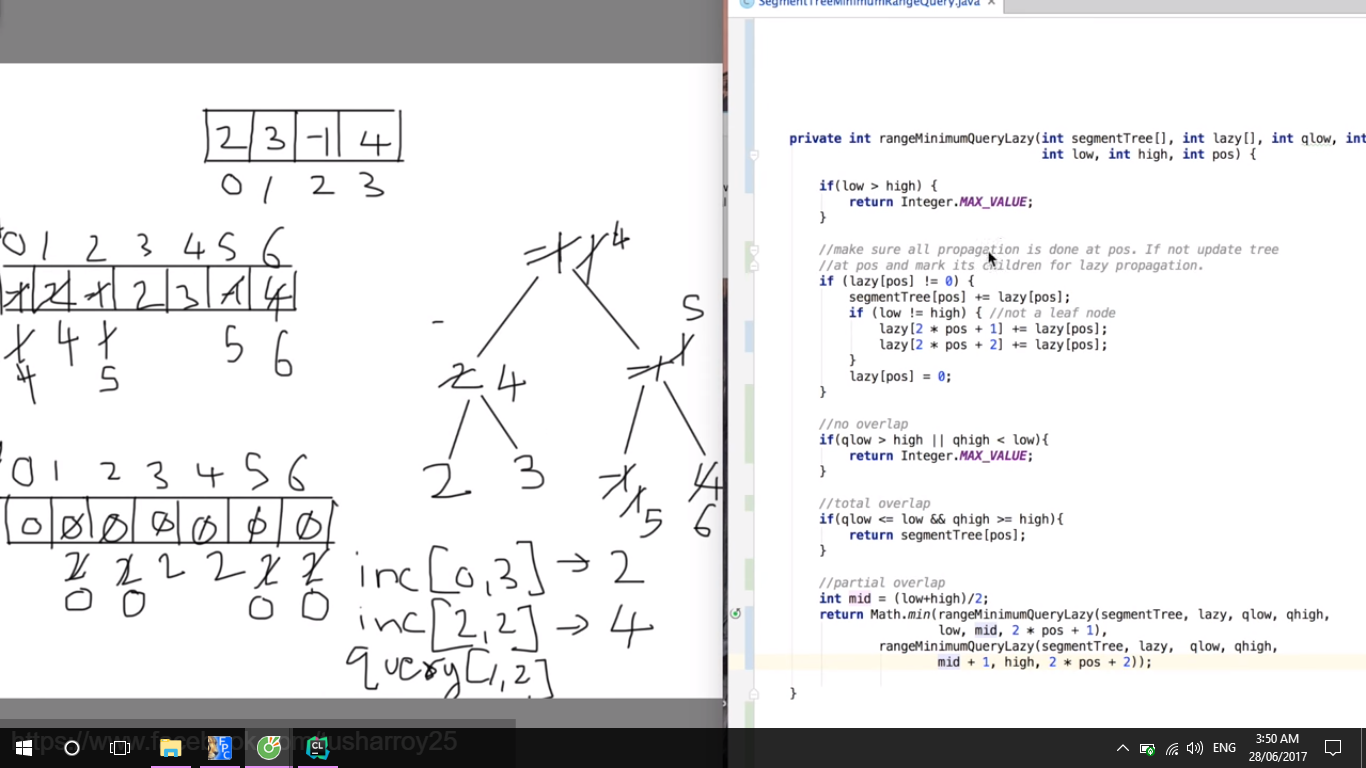 SegmentTreeMinimumRangeQuery.java ×
2 3 -1 4
0 1 2 3
0 1 2 3 4 5 6
-1 2 -1 2 3 -1 4
1 4 1 5 6
4 5
0 1 2 3 4 5 6
0 0 0 0 0 0 0
2 2 2 2 2 2
0 0 0 0
-1 1 4
5
2 4 -1 1
2 3 -1 1 5 4 6
inc[0,3] → 2
inc[2,2] → 4
query[1,2]
private int rangeMinimumQueryLazy(int segmentTree[], int lazy[], int qlow, int
int low, int high, int pos) {
if(low > high) {
return Integer.MAX_VALUE;
}
//make sure all propagation is done at pos. If not update tree
//at pos and mark its children for lazy propagation.
if (lazy[pos] != 0) {
segmentTree[pos] += lazy[pos];
if (low != high) { //not a leaf node
lazy[2 * pos + 1] += lazy[pos];
lazy[2 * pos + 2] += lazy[pos];
}
lazy[pos] = 0;
}
//no overlap
if(qlow > high || qhigh < low){
return Integer.MAX_VALUE;
}
//total overlap
if(qlow <= low && qhigh >= high){
return segmentTree[pos];
}
//partial overlap
int mid = (low+high)/2;
return Math.min(rangeMinimumQueryLazy(segmentTree, lazy, qlow, qhigh,
low, mid, 2 * pos + 1),
rangeMinimumQueryLazy(segmentTree, lazy,  qlow, qhigh,
mid + 1, high, 2 * pos + 2));
}
https://www.facebook.com/tusharroy25
ENG
3:50 AM
28/06/2017